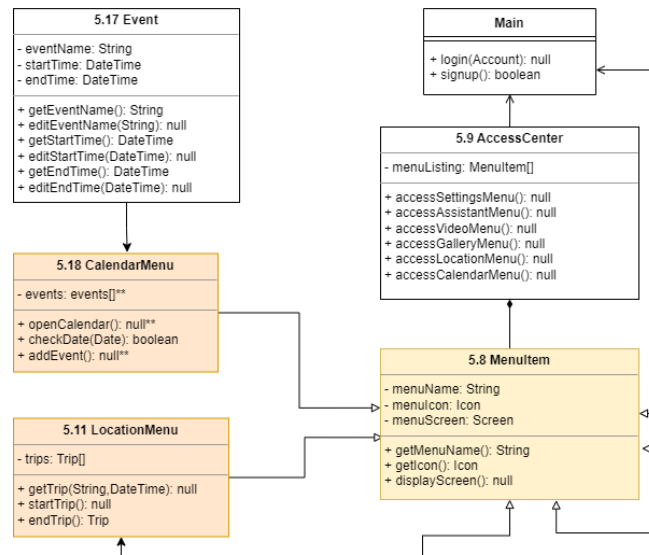 5.17 Event
- eventName: String
- startTime: DateTime
- endTime: DateTime
+ getEventName(): String
+ editEventName(String): null
+ getStartTime(): DateTime
+ editStartTime(DateTime): null
+ getEndTime(): DateTime
+ editEndTime(DateTime): null
Main
+ login(Account): null
+ signup(): boolean
5.9 AccessCenter
- menuListing: MenuItem[]
+ accessSettingsMenu(): null
+ accessAssistantMenu(): null
+ accessVideoMenu(): null
+ accessGalleryMenu(): null
+ accessLocationMenu(): null
+ accessCalendarMenu(): null
5.18 CalendarMenu
- events: events[]**
+ openCalendar(): null**
+ checkDate(Date): boolean
+ addEvent(): null**
5.8 MenuItem
- menuName: String
- menuIcon: Icon
- menuScreen: Screen
+ getMenuName(): String
+ getIcon(): Icon
+ displayScreen(): null
5.11 LocationMenu
- trips: Trip[]
+ getTrip(String,DateTime): null
+ startTrip(): null
+ endTrip(): Trip